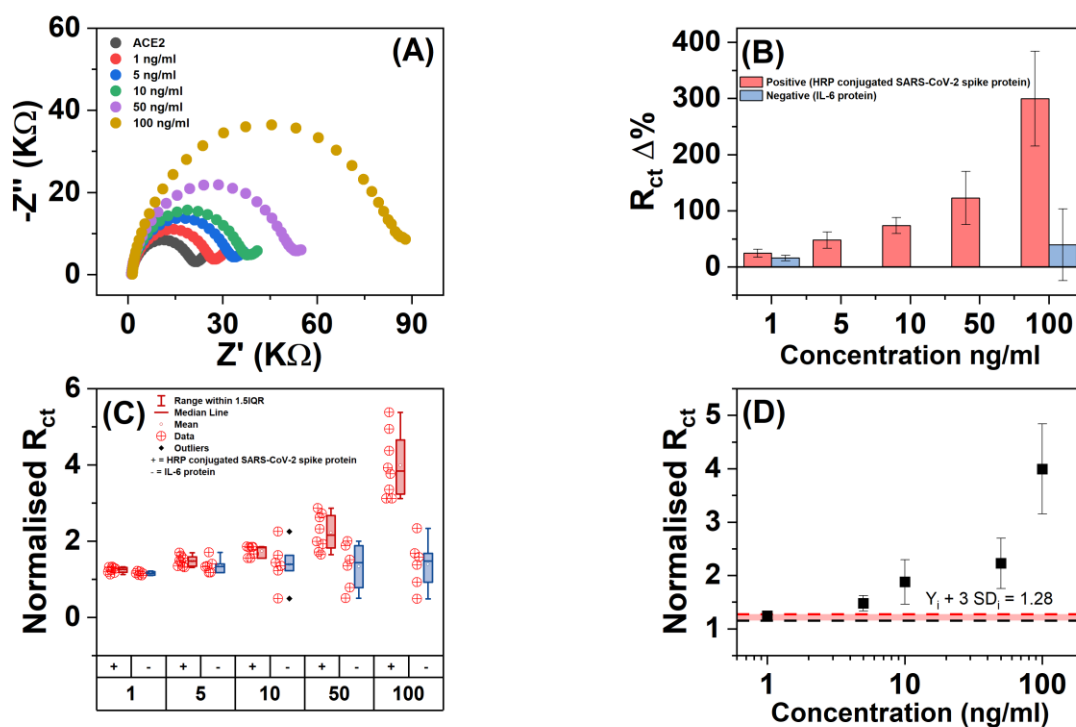 (A)
60
40
20
0
-Z'' (KΩ)
ACE2
1 ng/ml
5 ng/ml
10 ng/ml
50 ng/ml
100 ng/ml
0 30 60 90
Z' (KΩ)
(B)
400
300
200
100
0
R_ct Δ%
Positive (HRP conjugated SARS-CoV-2 spike protein)
Negative (IL-6 protein)
1 5 10 50 100
Concentration ng/ml
(C)
6
4
2
0
Normalised R_ct
Range within 1.5IQR
Median Line
Mean
Data
Outliers
+ = HRP conjugated SARS-CoV-2 spike protein
- = IL-6 protein
+ - + - + - + - + -
1 5 10 50 100
(D)
5
4
3
2
1
Normalised R_ct
Y_i + 3 SD_i = 1.28
1 10 100
Concentration (ng/ml)